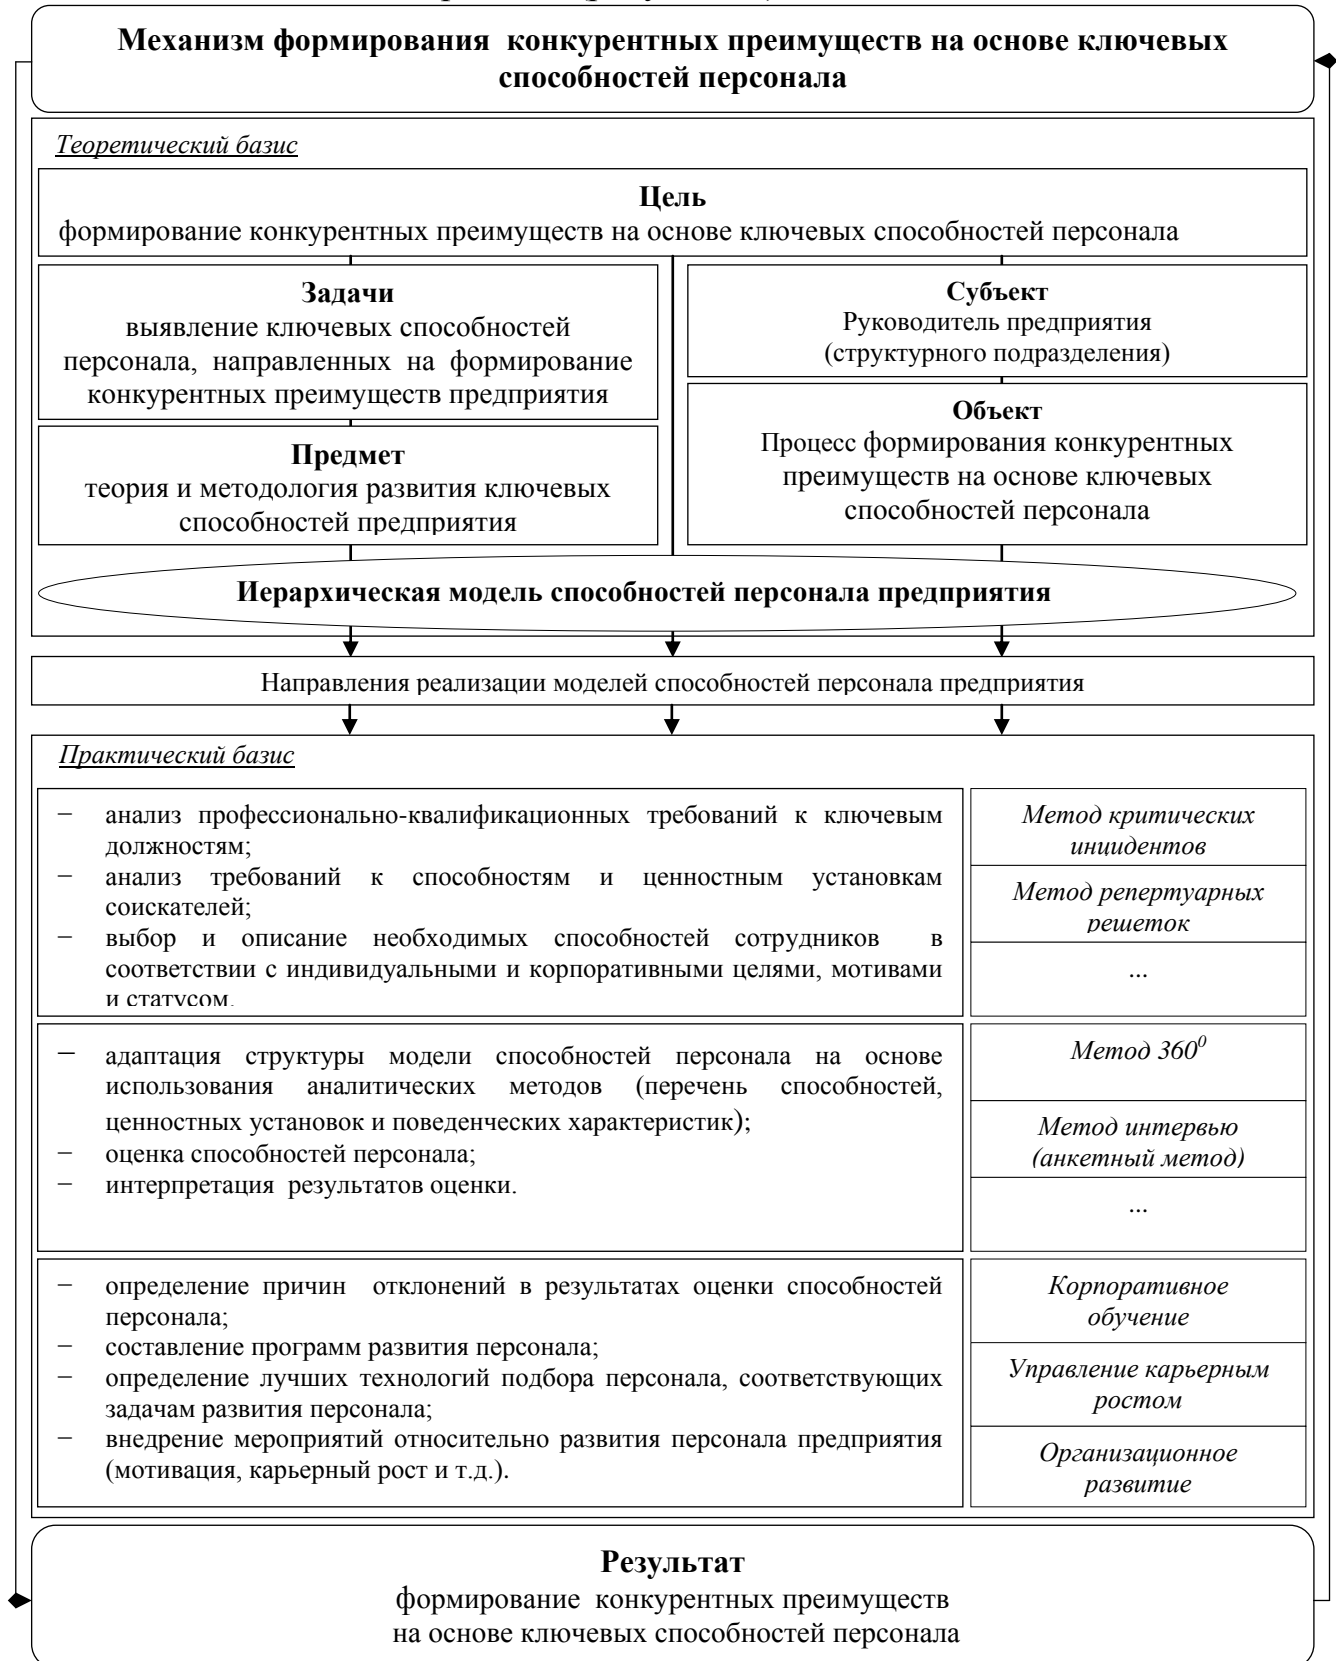 Механизм формирования конкурентных преимуществ на основе ключевых
способностей персонала
Теоретический базис
Цель
формирование конкурентных преимуществ на основе ключевых способностей персонала
Задачи
выявление ключевых способностей
персонала, направленных на формирование
конкурентных преимуществ предприятия
Субъект
Руководитель предприятия
(структурного подразделения)
Предмет
теория и методология развития ключевых
способностей предприятия
Объект
Процесс формирования конкурентных
преимуществ на основе ключевых
способностей персонала
Иерархическая модель способностей персонала предприятия
Направления реализации моделей способностей персонала предприятия
Практический базис
– анализ профессионально-квалификационных требований к ключевым
должностям;
– анализ требований к способностям и ценностным установкам
соискателей;
– выбор и описание необходимых способностей сотрудников в
соответствии с индивидуальными и корпоративными целями, мотивами
и статусом.
Метод критических
инцидентов
Метод репертуарных
решеток
...
– адаптация структуры модели способностей персонала на основе
использования аналитических методов (перечень способностей,
ценностных установок и поведенческих характеристик);
– оценка способностей персонала;
– интерпретация результатов оценки.
Метод 360⁰
Метод интервью
(анкетный метод)
...
– определение причин отклонений в результатах оценки способностей
персонала;
– составление программ развития персонала;
– определение лучших технологий подбора персонала, соответствующих
задачам развития персонала;
– внедрение мероприятий относительно развития персонала предприятия
(мотивация, карьерный рост и т.д.).
Корпоративное
обучение
Управление карьерным
ростом
Организационное
развитие
Результат
формирование конкурентных преимуществ
на основе ключевых способностей персонала